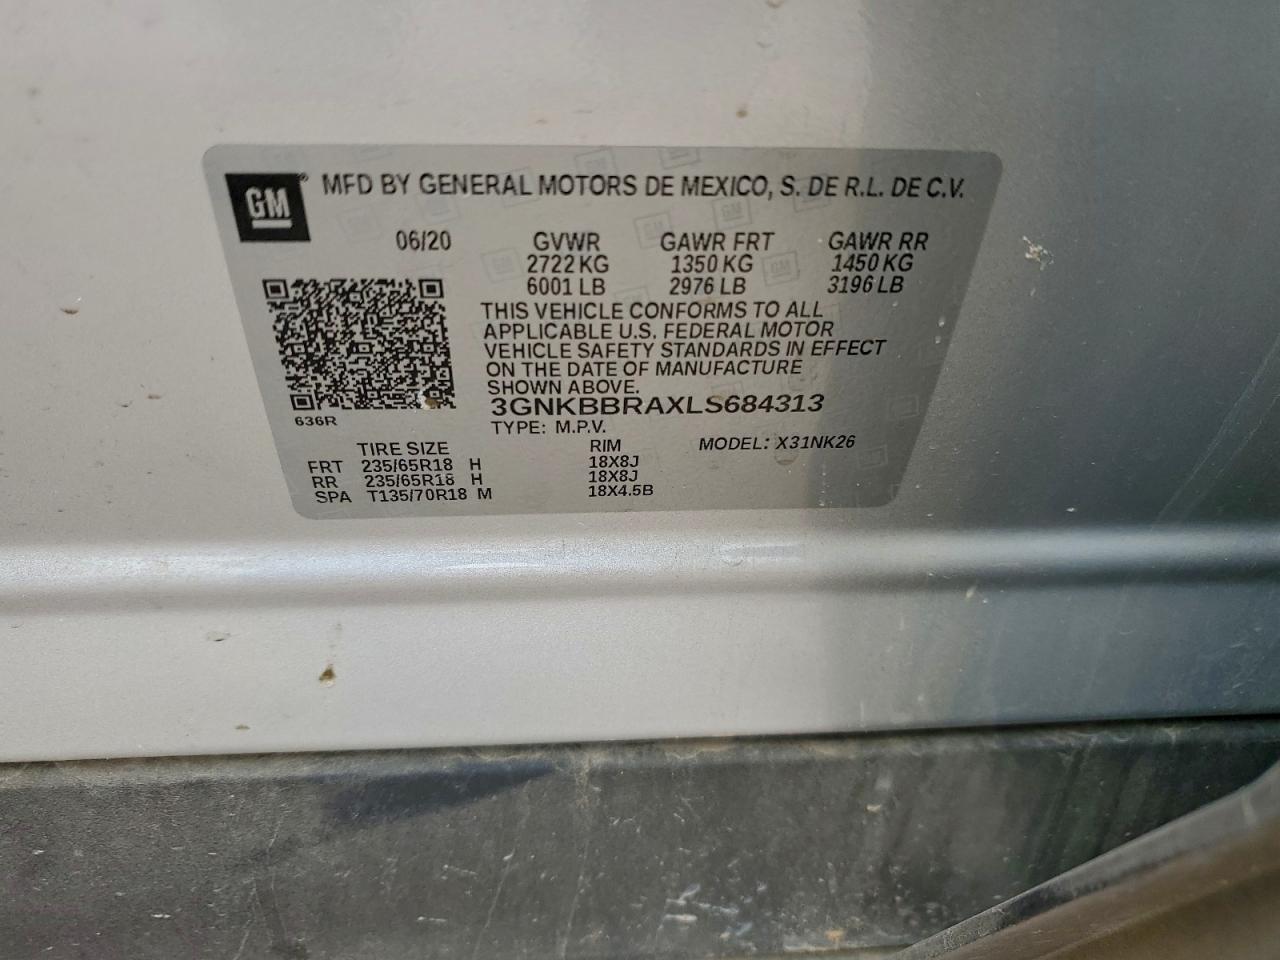 GM ® MFD BY GENERAL MOTORS DE MEXICO, S. DE R.L. DE C.V.
06/20 GVWR GAWR FRT GAWR RR
2722 KG 1350 KG 1450 KG
6001 LB 2976 LB 3196 LB
THIS VEHICLE CONFORMS TO ALL
APPLICABLE U.S. FEDERAL MOTOR
VEHICLE SAFETY STANDARDS IN EFFECT
ON THE DATE OF MANUFACTURE
SHOWN ABOVE.
3GNKBBRAXLS684313
636R
TYPE: M.P.V.
TIRE SIZE RIM MODEL: X31NK26
FRT 235/65R18 H 18X8J
RR 235/65R18 H 18X8J
SPA T135/70R18 M 18X4.5B